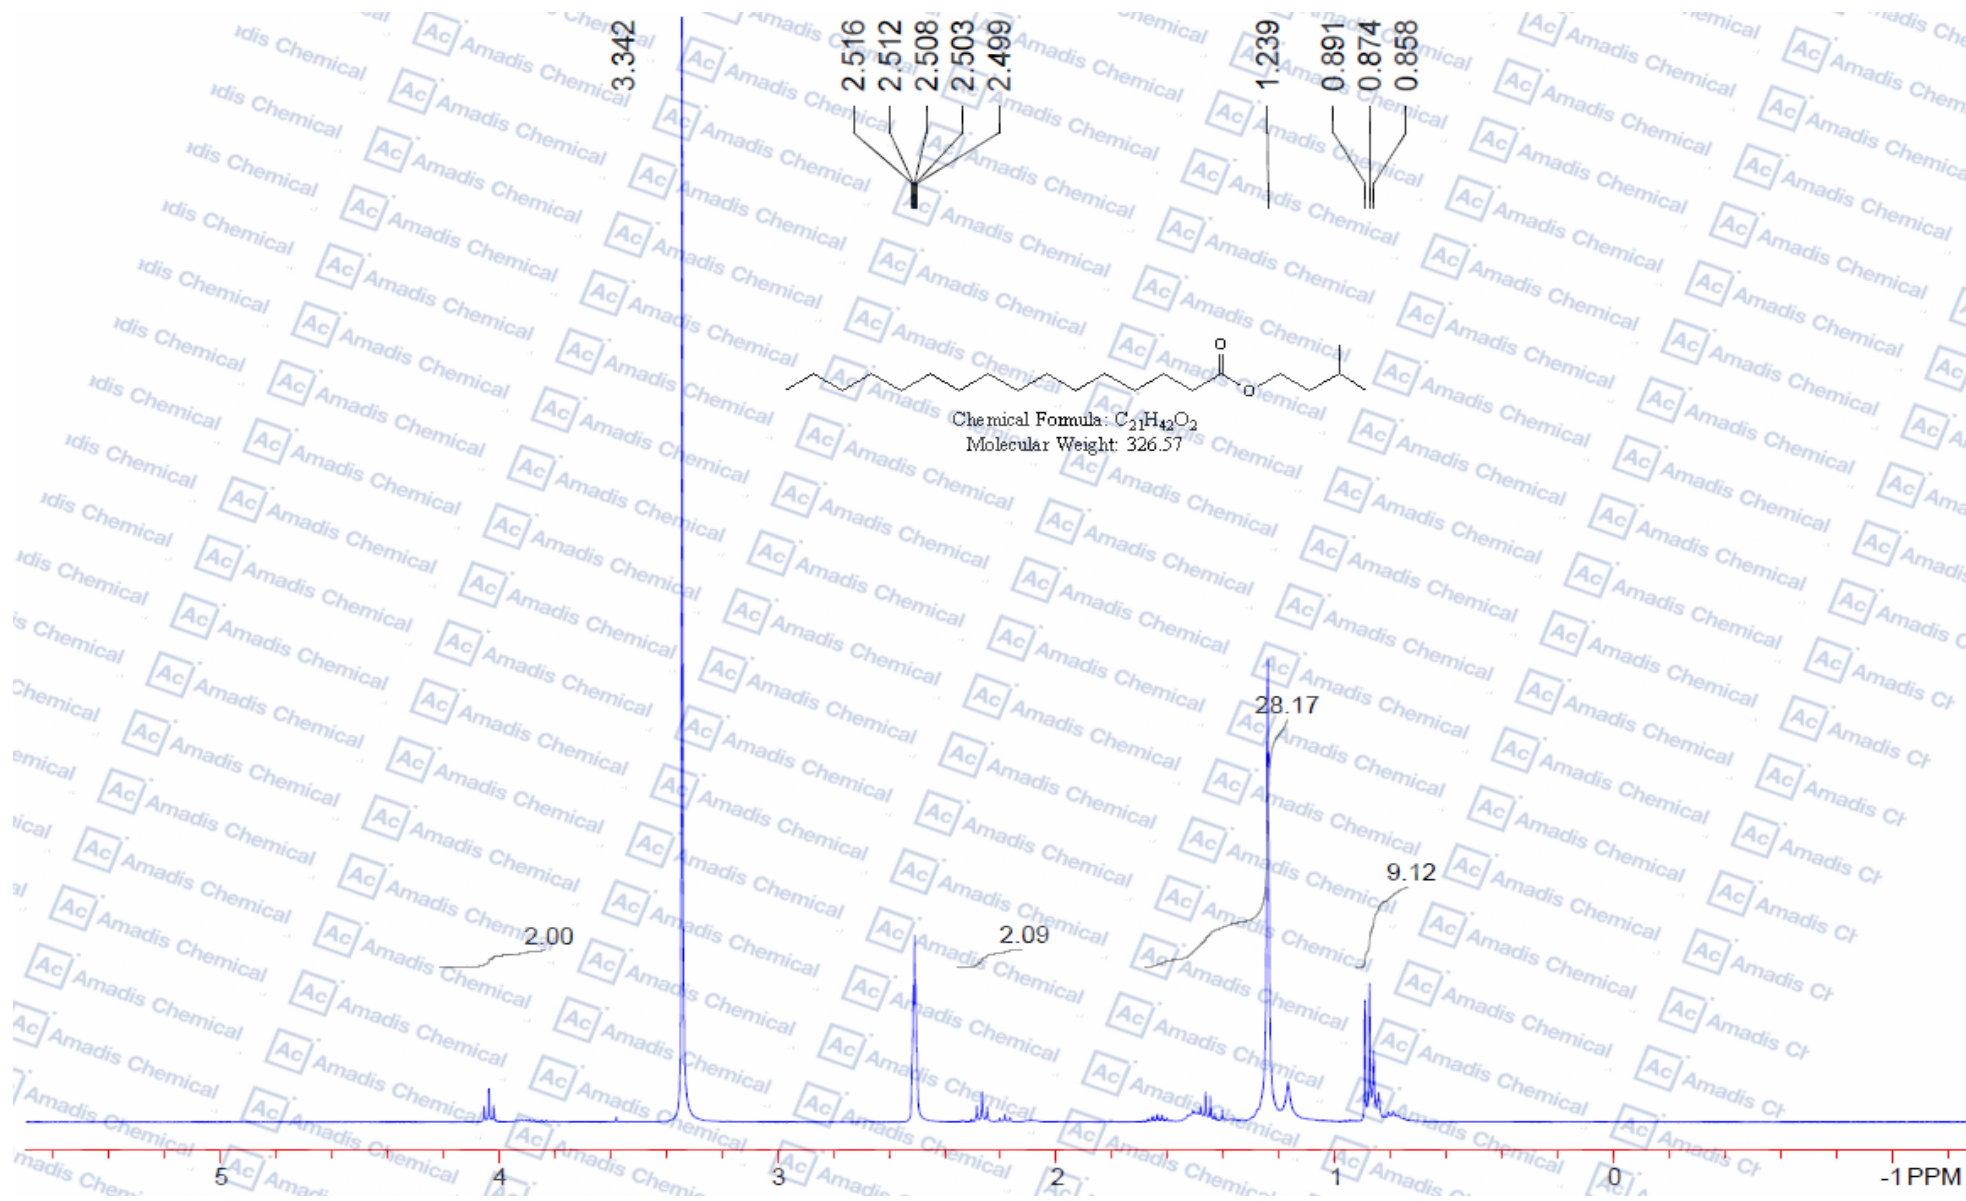 3.342
2.516
2.512
2.508
2.503
2.499
1.239
0.891
0.874
0.858
O
O
Chemical Formula: C₂₁H₄₂O₂
Molecular Weight: 326.57
28.17
9.12
2.00
2.09
5 4 3 2 1 0 -1 PPM
Ac Amadis Chemical